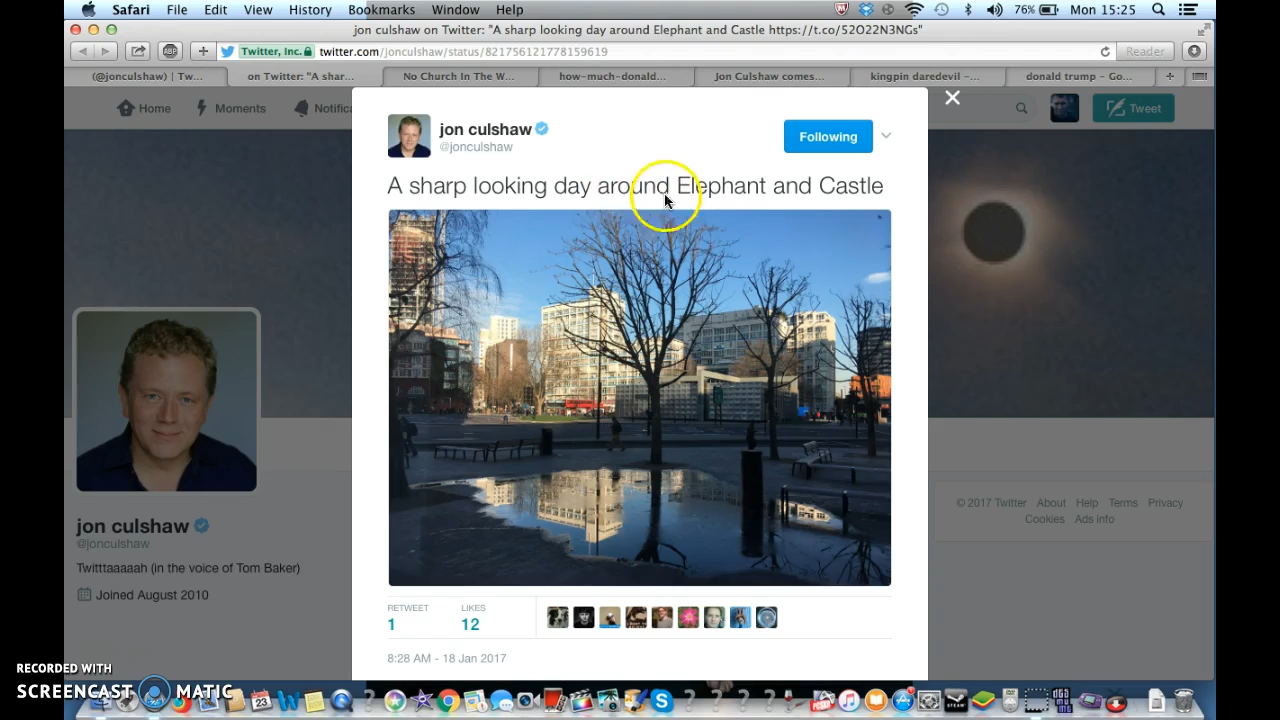 Safari File Edit View History Bookmarks Window Help 76% Mon 15:25
jon culshaw on Twitter: "A sharp looking day around Elephant and Castle https://t.co/52O22N3NGs"
ABP Twitter, Inc. twitter.com/jonculshaw/status/821756121778159619 Reader
(@jonculshaw) | Tw... on Twitter: "A shar... No Church In The W... how-much-donald... Jon Culshaw comes... kingpin daredevil -... donald trump - Go...
Home Moments Notifica Tweet
jon culshaw
@jonculshaw
Following
A sharp looking day around Elephant and Castle
jon culshaw
@jonculshaw
Twitttaaaaah (in the voice of Tom Baker)
Joined August 2010
© 2017 Twitter About Help Terms Privacy
Cookies Ads info
RETWEET LIKES
1 12
8:28 AM - 18 Jan 2017
RECORDED WITH
SCREENCAST MATIC